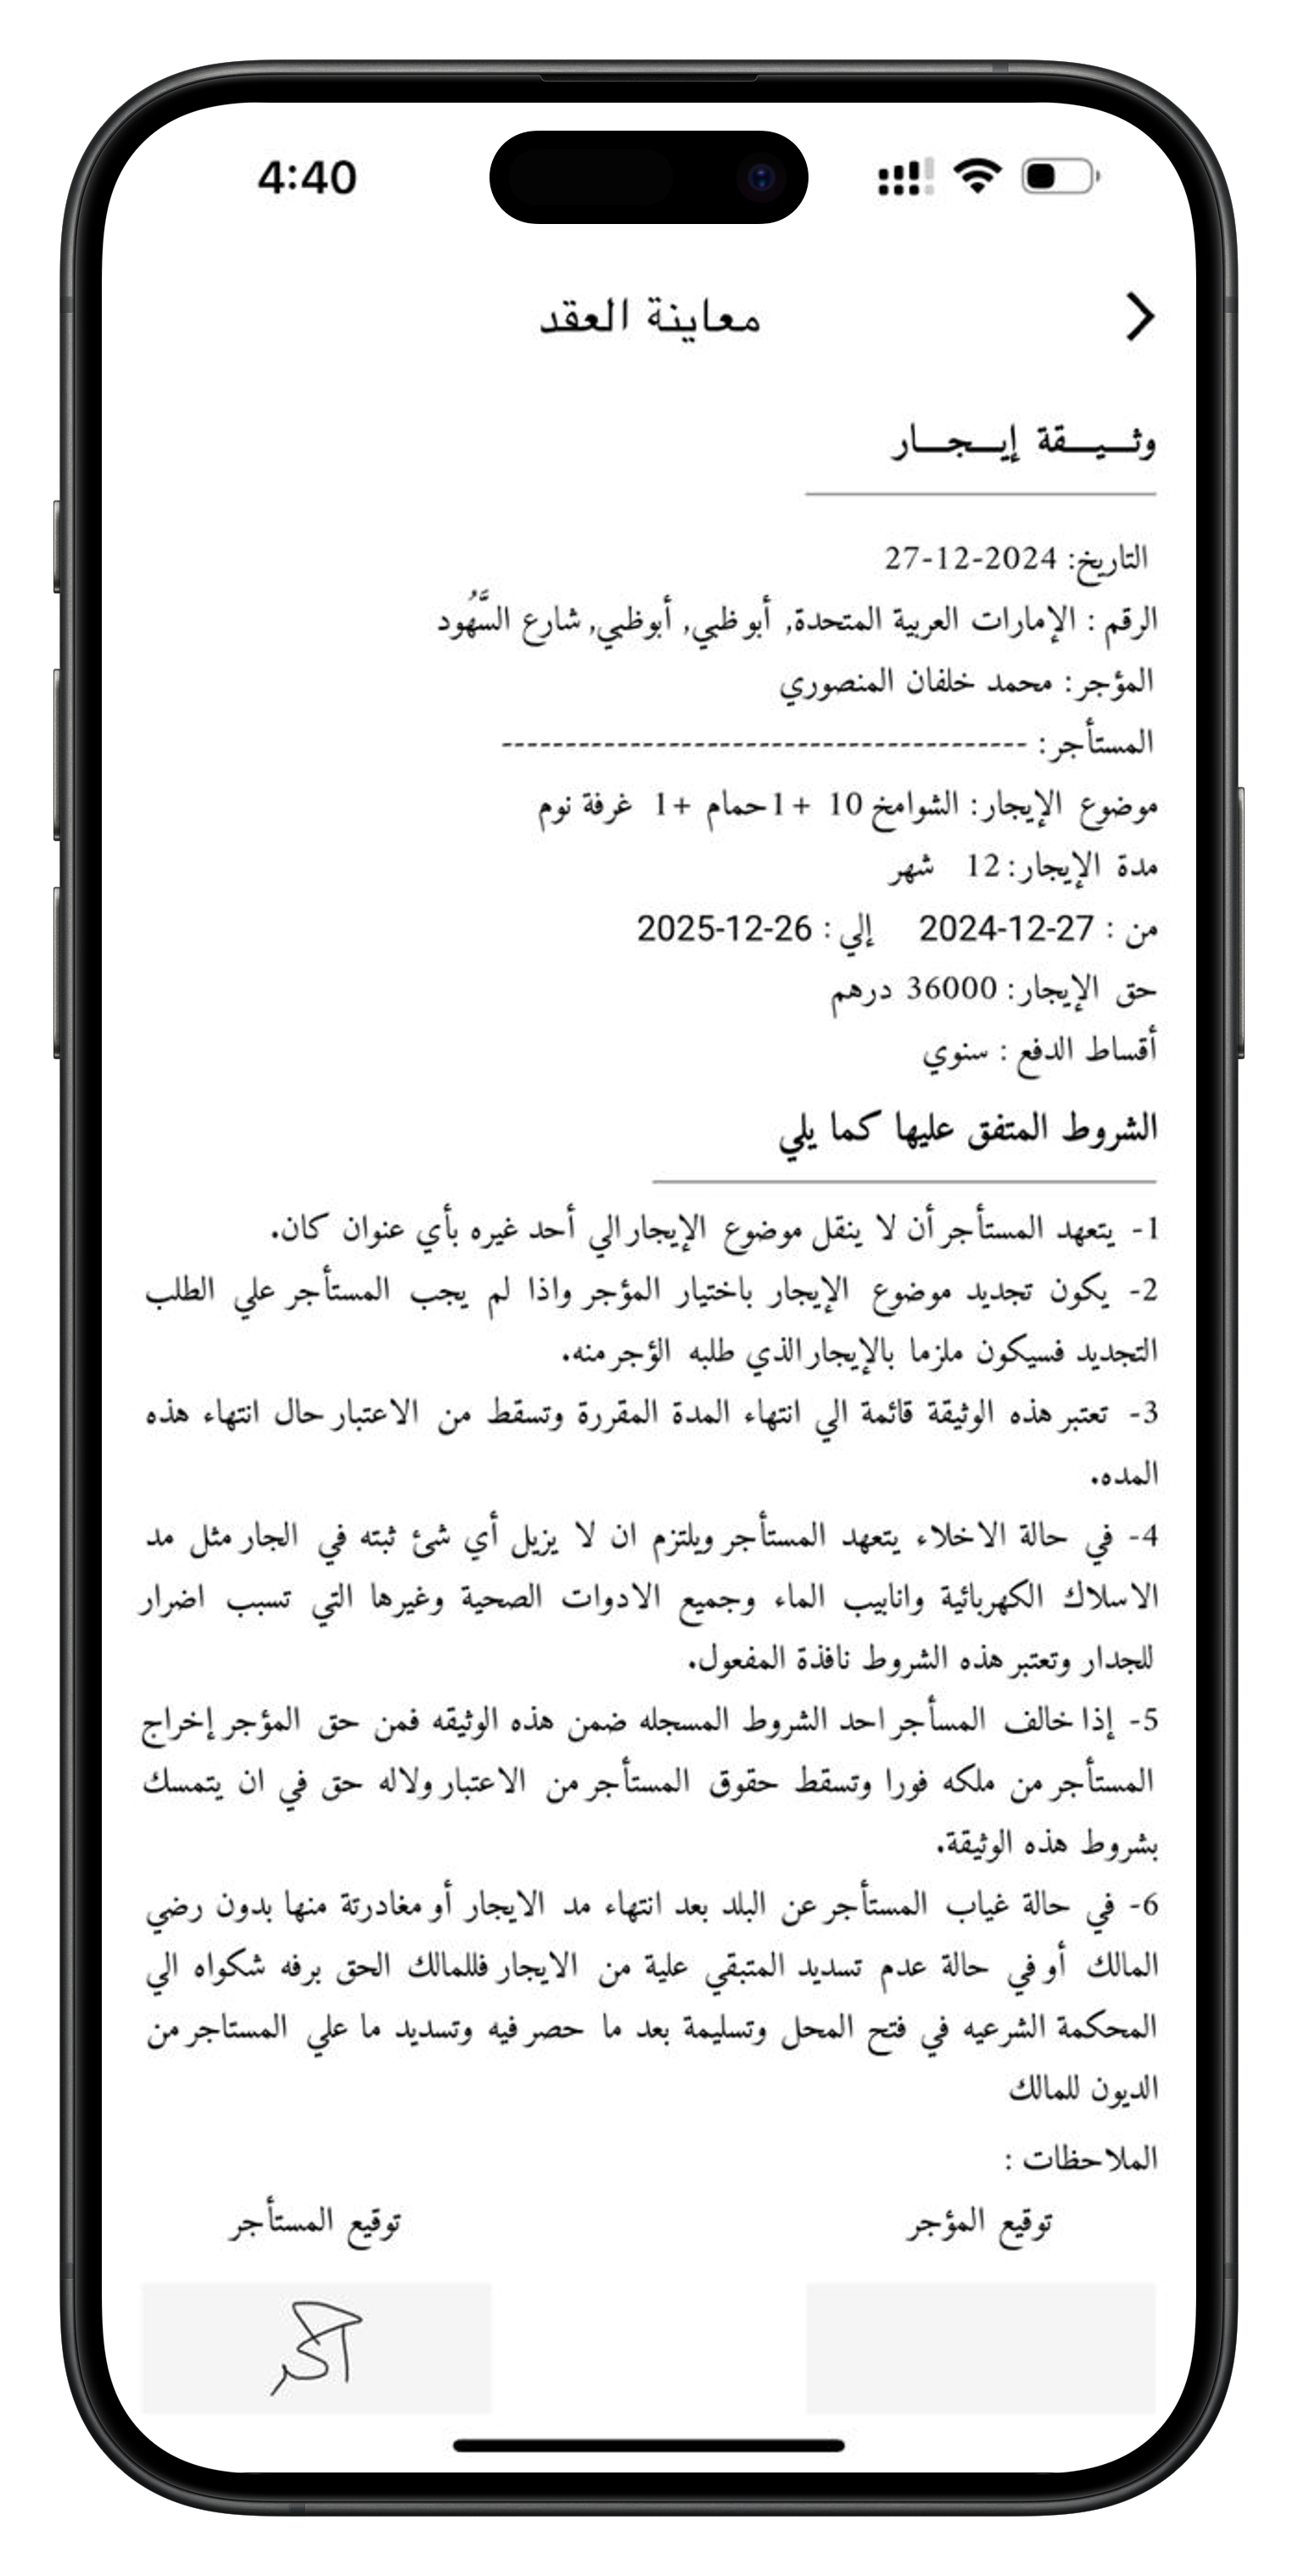 4:40
معاينة العقد
وثـيـقة إيـجـار
التاريخ: 2024-12-27
الرقم : الإمارات العربية المتحدة, أبو ظبي, أبوظبي, شارع السَّهُود
المؤجر: محمد خلفان المنصوري
المستأجر: -----------------------------------------
موضوع الإيجار: الشوامخ 10 +1حمام +1 غرفة نوم
مدة الإيجار: 12 شهر
من : 2024-12-27 إلي : 2025-12-26
حق الإيجار: 36000 درهم
أقساط الدفع : سنوي
الشروط المتفق عليها كما يلي
1- يتعهد المستأجر أن لا ينقل موضوع الإيجار الي أحد غيره بأي عنوان كان.
2- يكون تجديد موضوع الإيجار باختيار المؤجر واذا لم يجب المستأجر علي الطلب
التجديد فسيكون ملزما بالإيجار الذي طلبه الؤجر منه.
3- تعتبر هذه الوثيقة قائمة الي انتهاء المدة المقررة وتسقط من الاعتبار حال انتهاء هذه
المده.
4- في حالة الاخلاء يتعهد المستأجر ويلتزم ان لا يزيل أي شئ ثبته في الجار مثل مد
الاسلاك الكهربائية وانابيب الماء وجميع الادوات الصحية وغيرها التي تسبب اضرار
للجدار وتعتبر هذه الشروط نافذة المفعول.
5- إذا خالف المسأجر احد الشروط المسجله ضمن هذه الوثيقه فمن حق المؤجر إخراج
المستأجر من ملكه فورا وتسقط حقوق المستأجر من الاعتبار ولاله حق في ان يتمسك
بشروط هذه الوثيقة.
6- في حالة غياب المستأجر عن البلد بعد انتهاء مد الايجار أو مغادرتة منها بدون رضي
المالك أو في حالة عدم تسديد المتبقي علية من الايجار فللمالك الحق برفه شكواه الي
المحكمة الشرعيه في فتح المحل وتسليمة بعد ما حصر فيه وتسديد ما علي المستاجر من
الديون للمالك
الملاحظات :
توقيع المؤجر
توقيع المستأجر